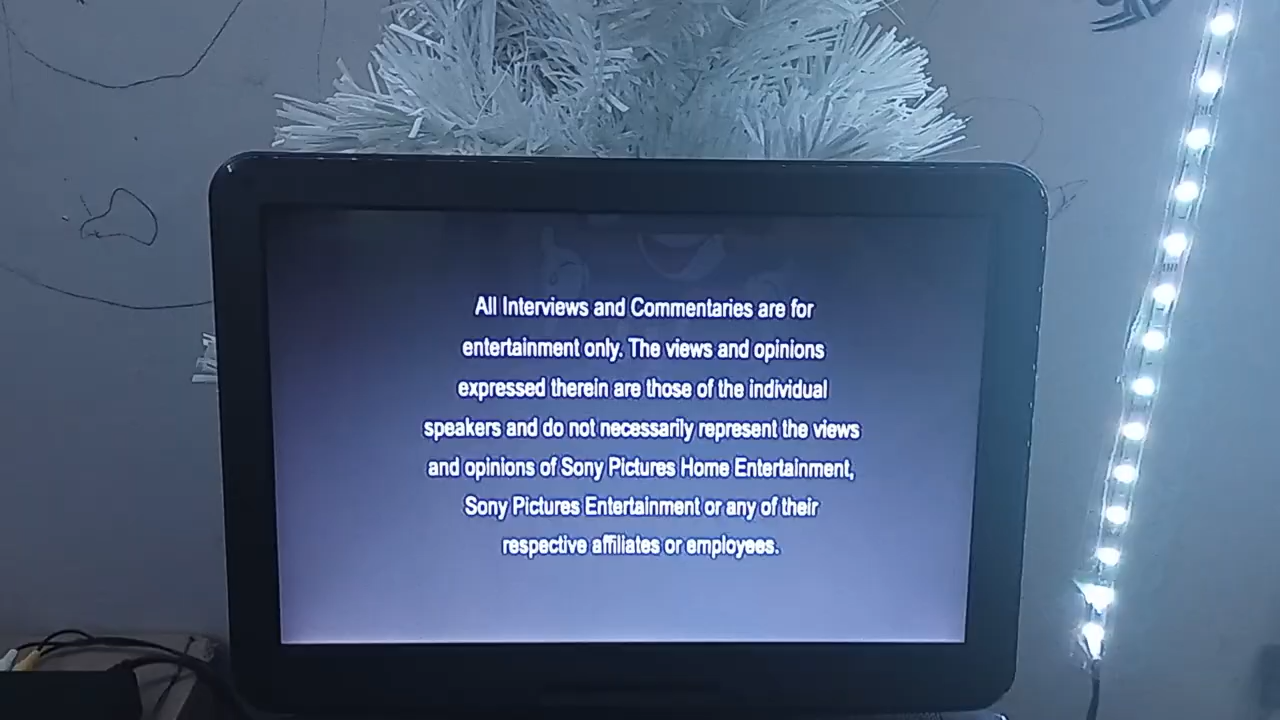 All Interviews and Commentaries are for
entertainment only. The views and opinions
expressed therein are those of the individual
speakers and do not necessarily represent the views
and opinions of Sony Pictures Home Entertainment,
Sony Pictures Entertainment or any of their
respective affiliates or employees.